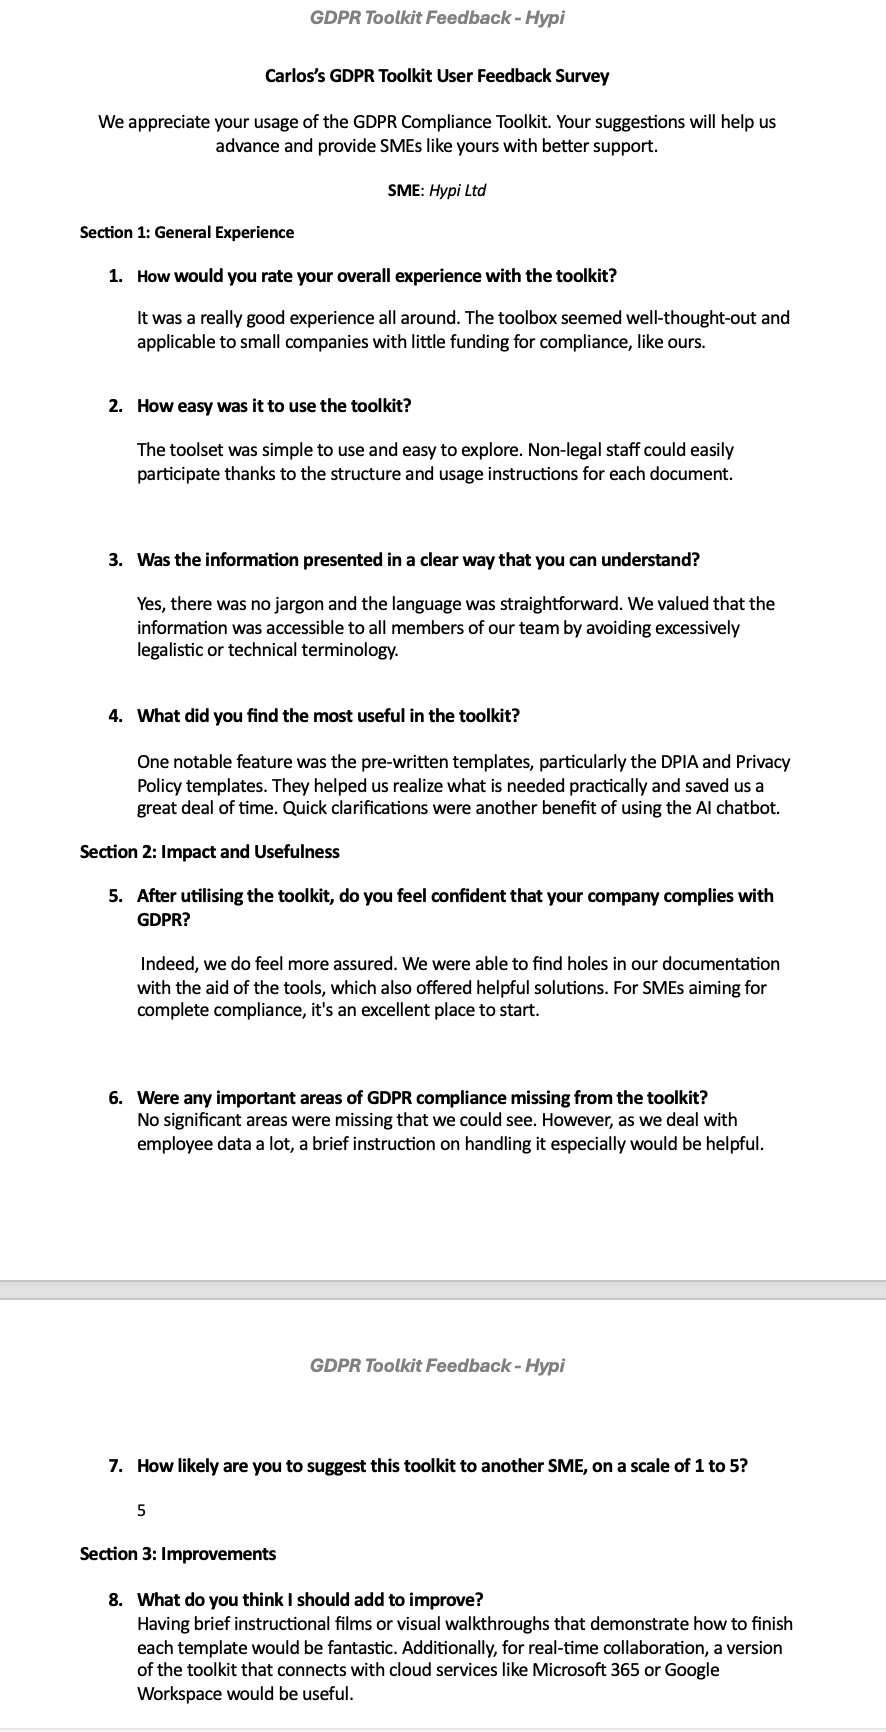 GDPR Toolkit Feedback - Hypi
Carlos’s GDPR Toolkit User Feedback Survey
We appreciate your usage of the GDPR Compliance Toolkit. Your suggestions will help us
advance and provide SMEs like yours with better support.
SME: Hypi Ltd
Section 1: General Experience
1. How would you rate your overall experience with the toolkit?
It was a really good experience all around. The toolbox seemed well-thought-out and
applicable to small companies with little funding for compliance, like ours.
2. How easy was it to use the toolkit?
The toolset was simple to use and easy to explore. Non-legal staff could easily
participate thanks to the structure and usage instructions for each document.
3. Was the information presented in a clear way that you can understand?
Yes, there was no jargon and the language was straightforward. We valued that the
information was accessible to all members of our team by avoiding excessively
legalistic or technical terminology.
4. What did you find the most useful in the toolkit?
One notable feature was the pre-written templates, particularly the DPIA and Privacy
Policy templates. They helped us realize what is needed practically and saved us a
great deal of time. Quick clarifications were another benefit of using the AI chatbot.
Section 2: Impact and Usefulness
5. After utilising the toolkit, do you feel confident that your company complies with
GDPR?
Indeed, we do feel more assured. We were able to find holes in our documentation
with the aid of the tools, which also offered helpful solutions. For SMEs aiming for
complete compliance, it's an excellent place to start.
6. Were any important areas of GDPR compliance missing from the toolkit?
No significant areas were missing that we could see. However, as we deal with
employee data a lot, a brief instruction on handling it especially would be helpful.
GDPR Toolkit Feedback - Hypi
7. How likely are you to suggest this toolkit to another SME, on a scale of 1 to 5?
5
Section 3: Improvements
8. What do you think I should add to improve?
Having brief instructional films or visual walkthroughs that demonstrate how to finish
each template would be fantastic. Additionally, for real-time collaboration, a version
of the toolkit that connects with cloud services like Microsoft 365 or Google
Workspace would be useful.